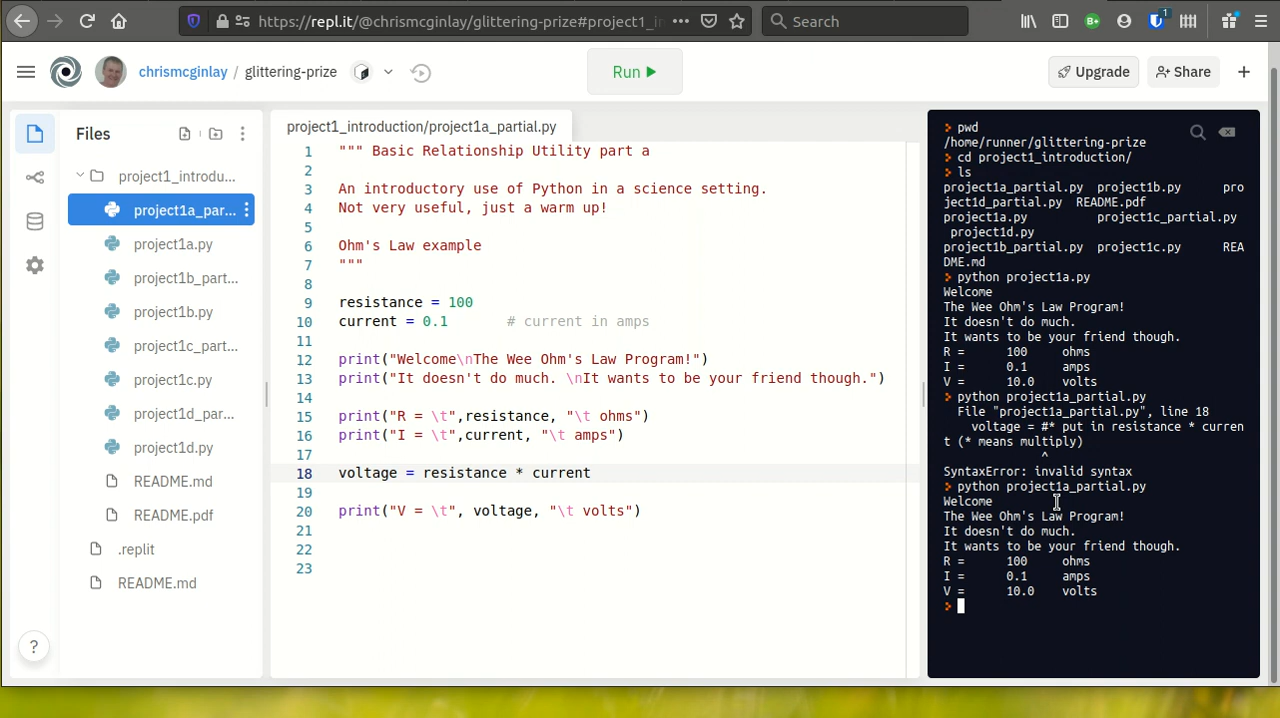 https://repl.it/@chrismcginlay/glittering-prize#project1_i
Search
1
chrismcginlay / glittering-prize
Run
Upgrade
Share
Files
project1_introdu...
project1a_par...
project1a.py
project1b_part...
project1b.py
project1c_part...
project1c.py
project1d_par...
project1d.py
README.md
README.pdf
.replit
README.md
?
project1_introduction/project1a_partial.py
1 """ Basic Relationship Utility part a
2
3 An introductory use of Python in a science setting.
4 Not very useful, just a warm up!
5
6 Ohm's Law example
7 """
8
9 resistance = 100
10 current = 0.1 # current in amps
11
12 print("Welcome\nThe Wee Ohm's Law Program!")
13 print("It doesn't do much. \nIt wants to be your friend though.")
14
15 print("R = \t",resistance, "\t ohms")
16 print("I = \t",current, "\t amps")
17
18 voltage = resistance * current
19
20 print("V = \t", voltage, "\t volts")
21
22
23
pwd
/home/runner/glittering-prize
cd project1_introduction/
ls
project1a_partial.py project1b.py pro
ject1d_partial.py README.pdf
project1a.py project1c_partial.py
project1d.py
project1b_partial.py project1c.py REA
DME.md
python project1a.py
Welcome
The Wee Ohm's Law Program!
It doesn't do much.
It wants to be your friend though.
R = 100 ohms
I = 0.1 amps
V = 10.0 volts
python project1a_partial.py
File "project1a_partial.py", line 18
voltage = #* put in resistance * curren
t (* means multiply)
^
SyntaxError: invalid syntax
python project1a_partial.py
Welcome
The Wee Ohm's Law Program!
It doesn't do much.
It wants to be your friend though.
R = 100 ohms
I = 0.1 amps
V = 10.0 volts